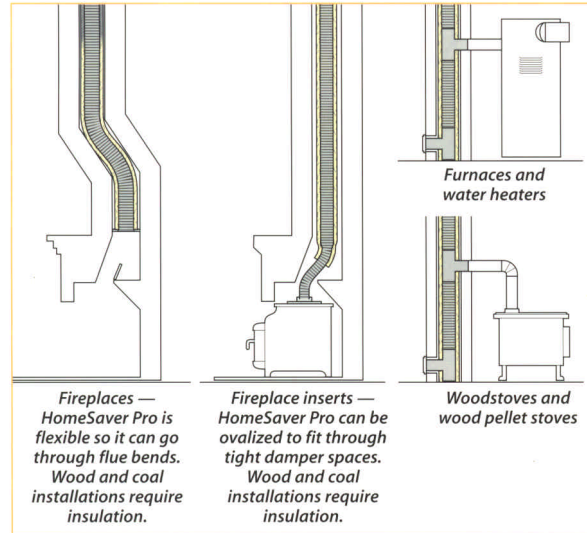 Furnaces and
water heaters
Fireplaces —
HomeSaver Pro is
flexible so it can go
through flue bends.
Wood and coal
installations require
insulation.
Fireplace inserts —
HomeSaver Pro can be
ovalized to fit through
tight damper spaces.
Wood and coal
installations require
insulation.
Woodstoves and
wood pellet stoves